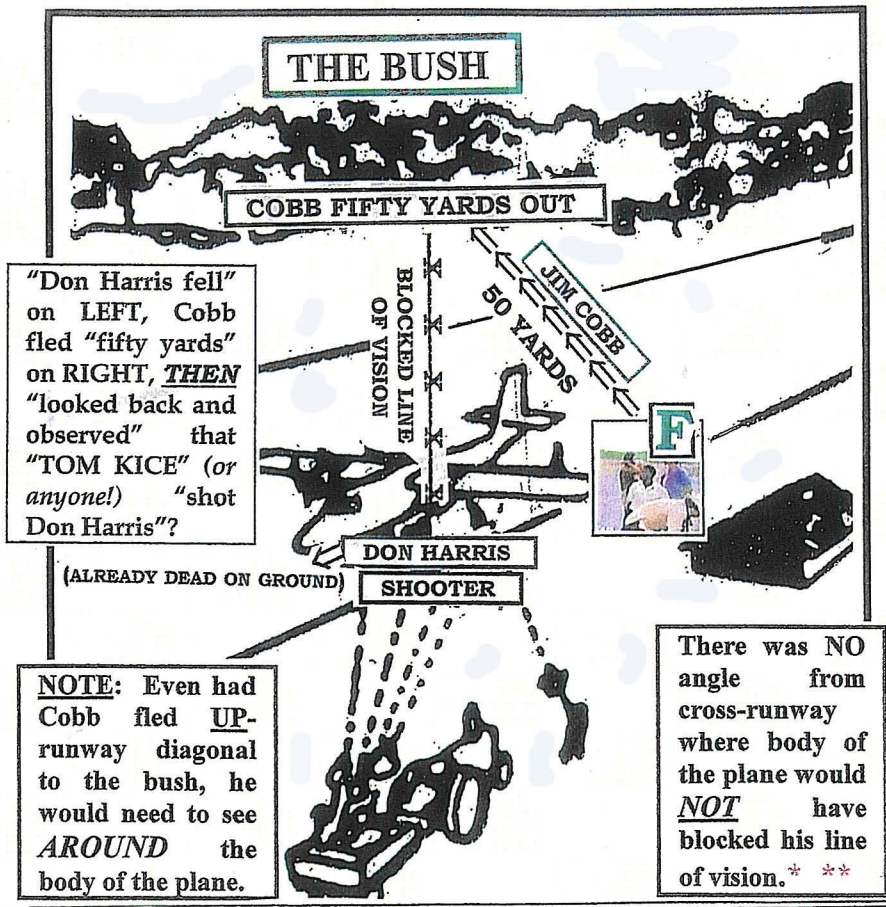 THE BUSH
COBB FIFTY YARDS OUT
"Don Harris fell"
on LEFT, Cobb
fled "fifty yards"
on RIGHT, THEN
"looked back and
observed" that
"TOM KICE" (or
anyone!) "shot
Don Harris"?
BLOCKED LINE
OF VISION
JIM COBB
50 YARDS
F
DON HARRIS
(ALREADY DEAD ON GROUND)
SHOOTER
NOTE: Even had
Cobb fled UP-
runway diagonal
to the bush, he
would need to see
AROUND the
body of the plane.
There was NO
angle from
cross-runway
where body of
the plane would
NOT have
blocked his line
of vision.* **